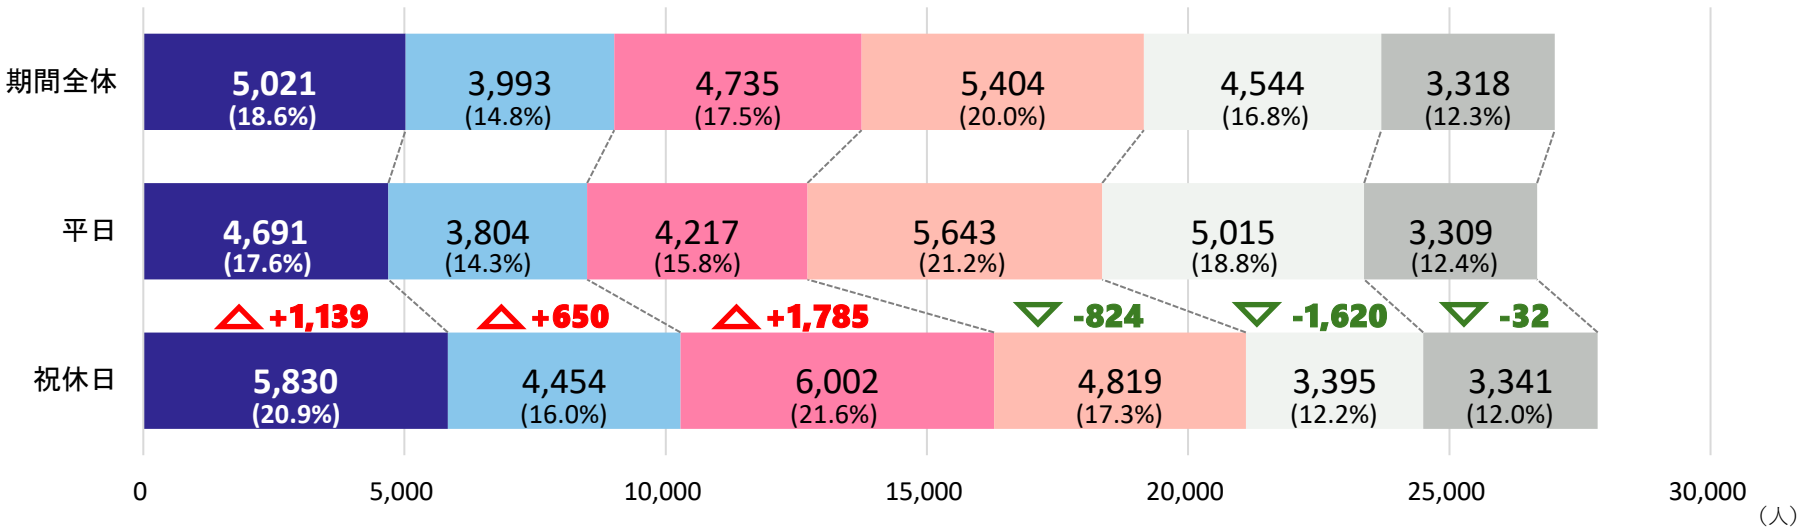 期間全体
5,021 3,993 4,735 5,404 4,544 3,318
(18.6%) (14.8%) (17.5%) (20.0%) (16.8%) (12.3%)
平日
4,691 3,804 4,217 5,643 5,015 3,309
(17.6%) (14.3%) (15.8%) (21.2%) (18.8%) (12.4%)
△ +1,139 △ +650 △ +1,785 ▽ -824 ▽ -1,620 ▽ -32
祝休日
5,830 4,454 6,002 4,819 3,395 3,341
(20.9%) (16.0%) (21.6%) (17.3%) (12.2%) (12.0%)
0 5,000 10,000 15,000 20,000 25,000 30,000
(人)